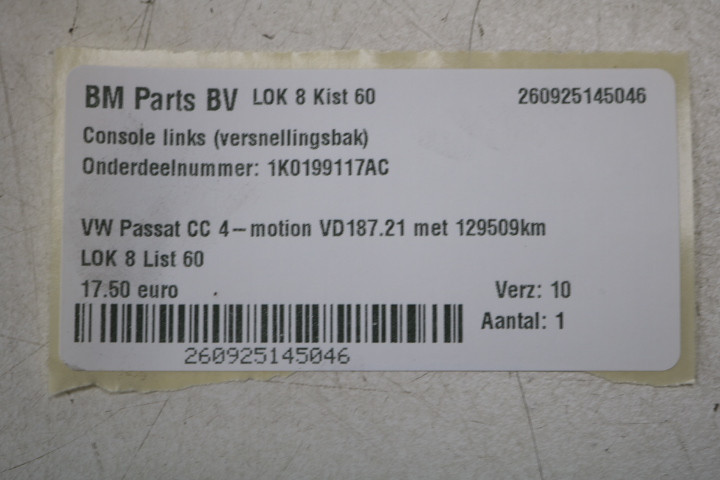 BM Parts BV LOK 8 Kist 60 260925145046
Console links (versnellingsbak)
Onderdeelnummer: 1K0199117AC
VW Passat CC 4-motion VD187.21 met 129509km
LOK 8 List 60
17.50 euro Verz: 10
Aantal: 1
260925145046